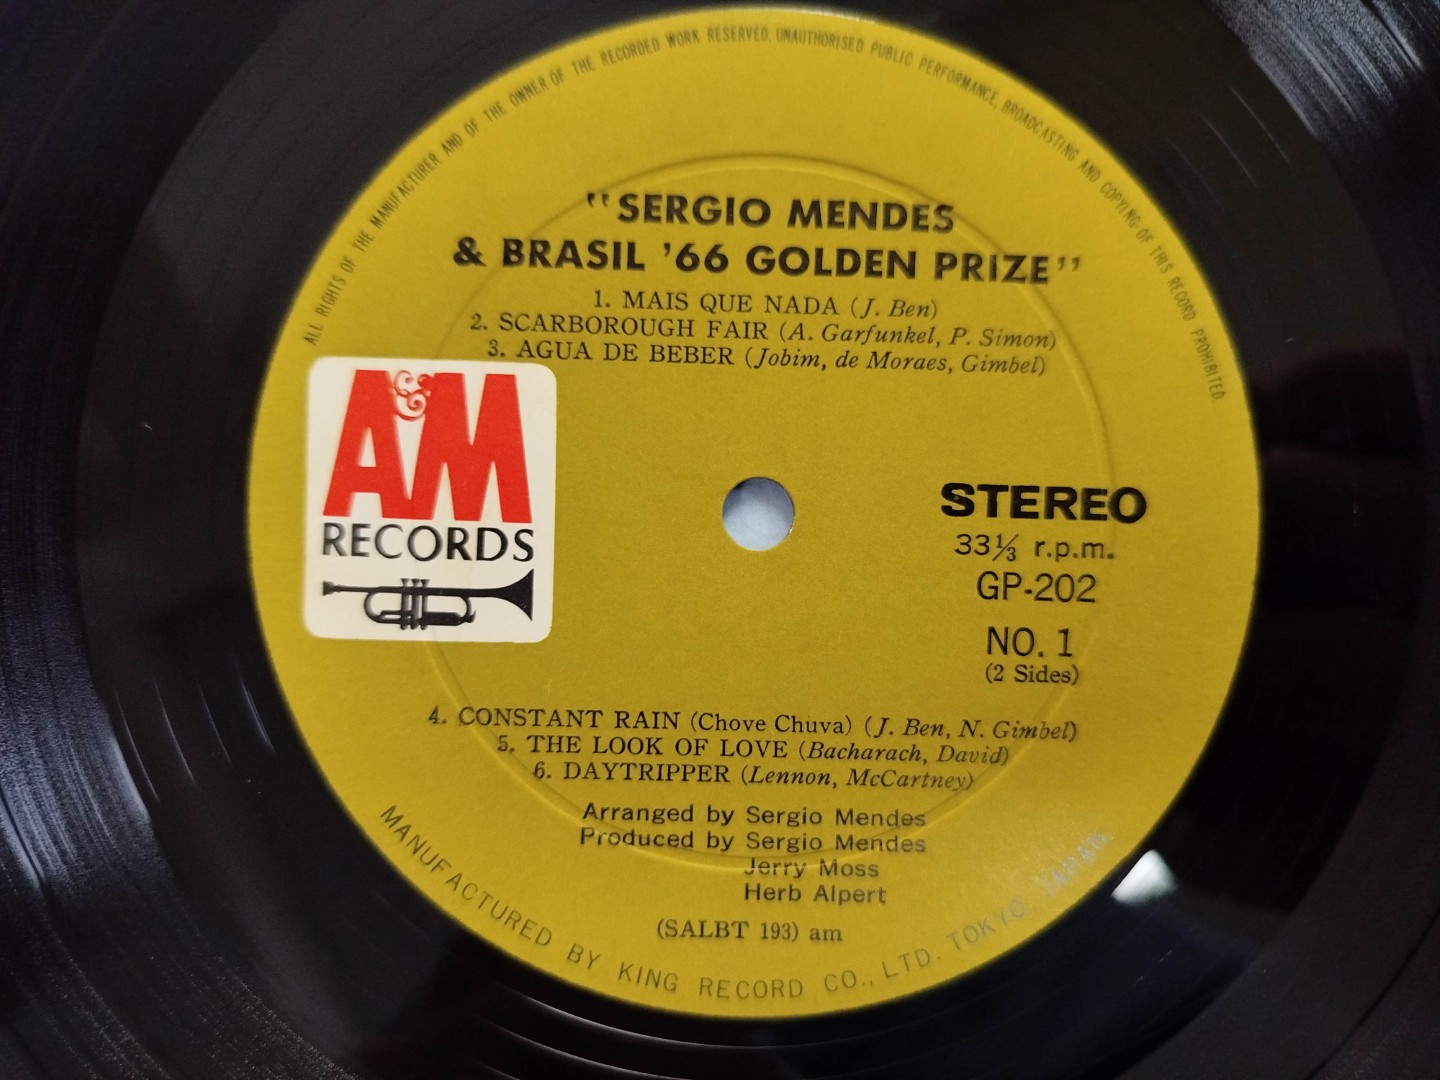 ALL RIGHTS OF THE MANUFACTURER AND OF THE OWNER OF THE RECORDED WORK RESERVED. UNAUTHORISED PUBLIC PERFORMANCE, BROADCASTING AND COPYING OF THIS RECORD PROHIBITED.
"SERGIO MENDES
& BRASIL '66 GOLDEN PRIZE"
1. MAIS QUE NADA (J. Ben)
2. SCARBOROUGH FAIR (A. Garfunkel, P. Simon)
3. AGUA DE BEBER (Jobim, de Moraes, Gimbel)
A&M
RECORDS
STEREO
33⅓ r.p.m.
GP-202
NO. 1
(2 Sides)
4. CONSTANT RAIN (Chove Chuva) (J. Ben, N. Gimbel)
5. THE LOOK OF LOVE (Bacharach, David)
6. DAYTRIPPER (Lennon, McCartney)
Arranged by Sergio Mendes
Produced by Sergio Mendes
Jerry Moss
Herb Alpert
(SALBT 193) am
MANUFACTURED BY KING RECORD CO., LTD. TOKYO, JAPAN